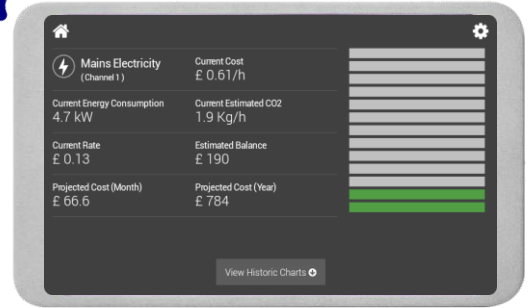 Mains Electricity
( Channel 1 )
Current Cost
£ 0.61/h
Current Energy Consumption
4.7 kW
Current Estimated CO2
1.9 Kg/h
Current Rate
£ 0.13
Estimated Balance
£ 190
Projected Cost (Month)
£ 66.6
Projected Cost (Year)
£ 784
View Historic Charts